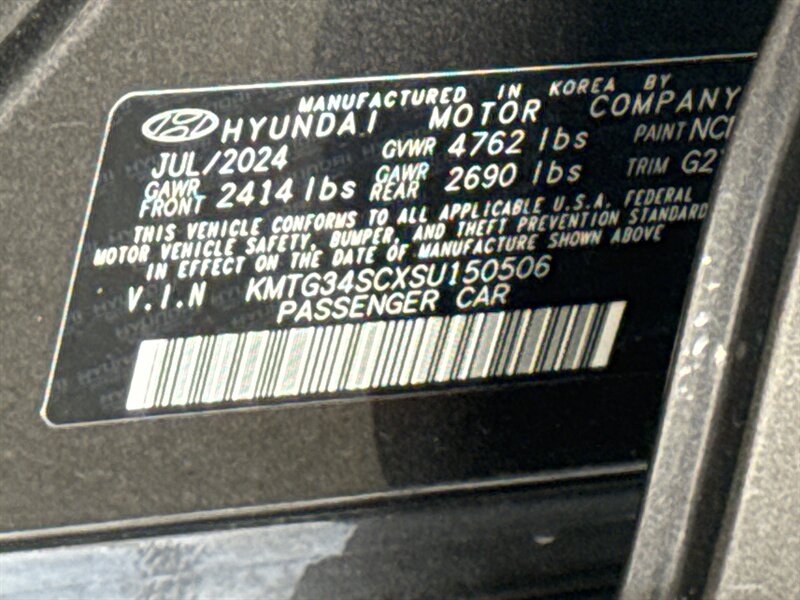 MANUFACTURED IN KOREA BY
HYUNDAI MOTOR COMPANY
JUL/2024 GVWR 4762 lbs PAINT
GAWR FRONT 2414 lbs GAWR REAR 2690 lbs TRIM
THIS VEHICLE CONFORMS TO ALL APPLICABLE U.S.A. FEDERAL
MOTOR VEHICLE SAFETY, BUMPER, AND THEFT PREVENTION STANDARD
IN EFFECT ON THE DATE OF MANUFACTURE SHOWN ABOVE
V.I.N KMTG34SCXSU150506
PASSENGER CAR